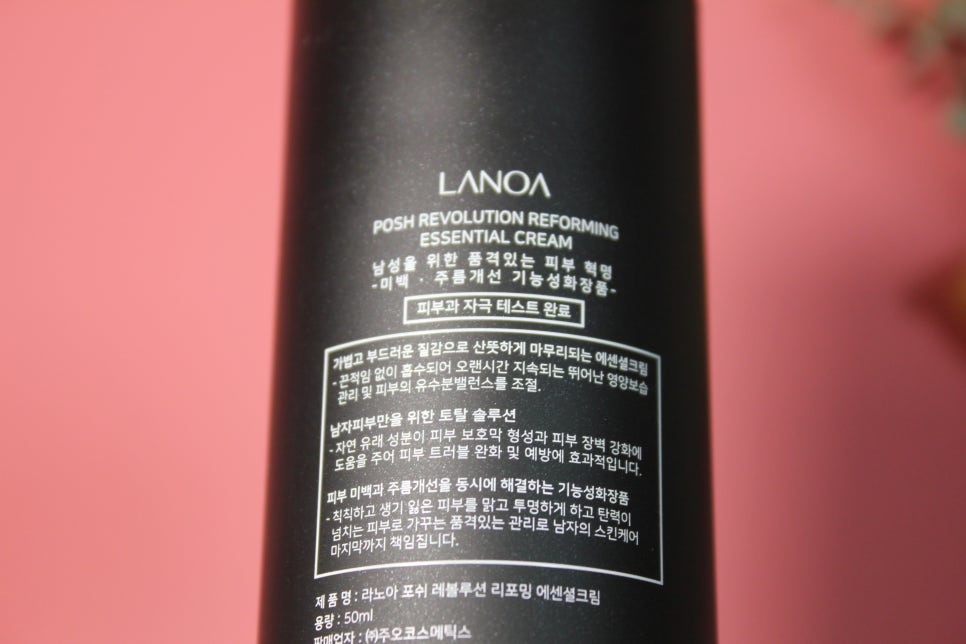 LANOA
POSH REVOLUTION REFORMING
ESSENTIAL CREAM
남성을 위한 품격있는 피부 혁명
-미백 · 주름개선 기능성화장품-
피부과 자극 테스트 완료
가볍고 부드러운 질감으로 산뜻하게 마무리되는 에센셜크림
- 끈적임 없이 흡수되어 오랜시간 지속되는 뛰어난 영양보습
관리 및 피부의 유수분밸런스를 조절.
남자피부만을 위한 토탈 솔루션
- 자연 유래 성분이 피부 보호막 형성과 피부 장벽 강화에
도움을 주어 피부 트러블 완화 및 예방에 효과적입니다.
피부 미백과 주름개선을 동시에 해결하는 기능성화장품
- 칙칙하고 생기 잃은 피부를 맑고 투명하게 하고 탄력이
넘치는 피부로 가꾸는 품격있는 관리로 남자의 스킨케어
마지막까지 책임집니다.
제 품 명 : 라노아 포쉬 레볼루션 리포밍 에센셜크림
용량 : 50ml
판매업자 : ㈜주오코스메틱스